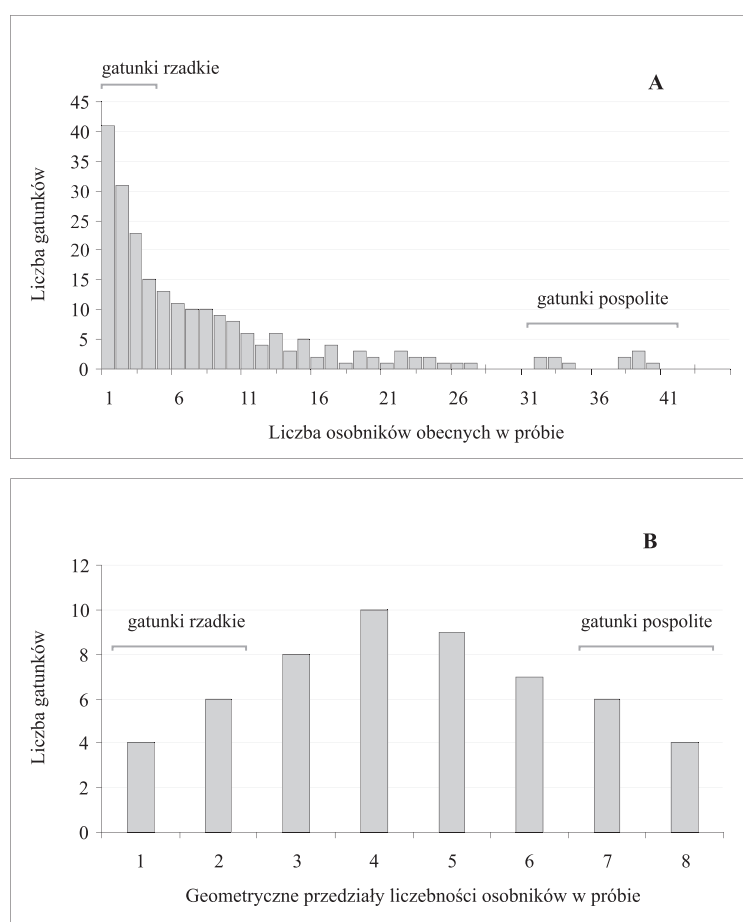 gatunki rzadkie
A
45
40
35
30
25
20
15
10
5
0
Liczba gatunków
gatunki pospolite
1 6 11 16 21 26 31 36 41
Liczba osobników obecnych w próbie
B
12
10
8
6
4
2
0
Liczba gatunków
gatunki rzadkie
gatunki pospolite
1 2 3 4 5 6 7 8
Geometryczne przedziały liczebności osobników w próbie